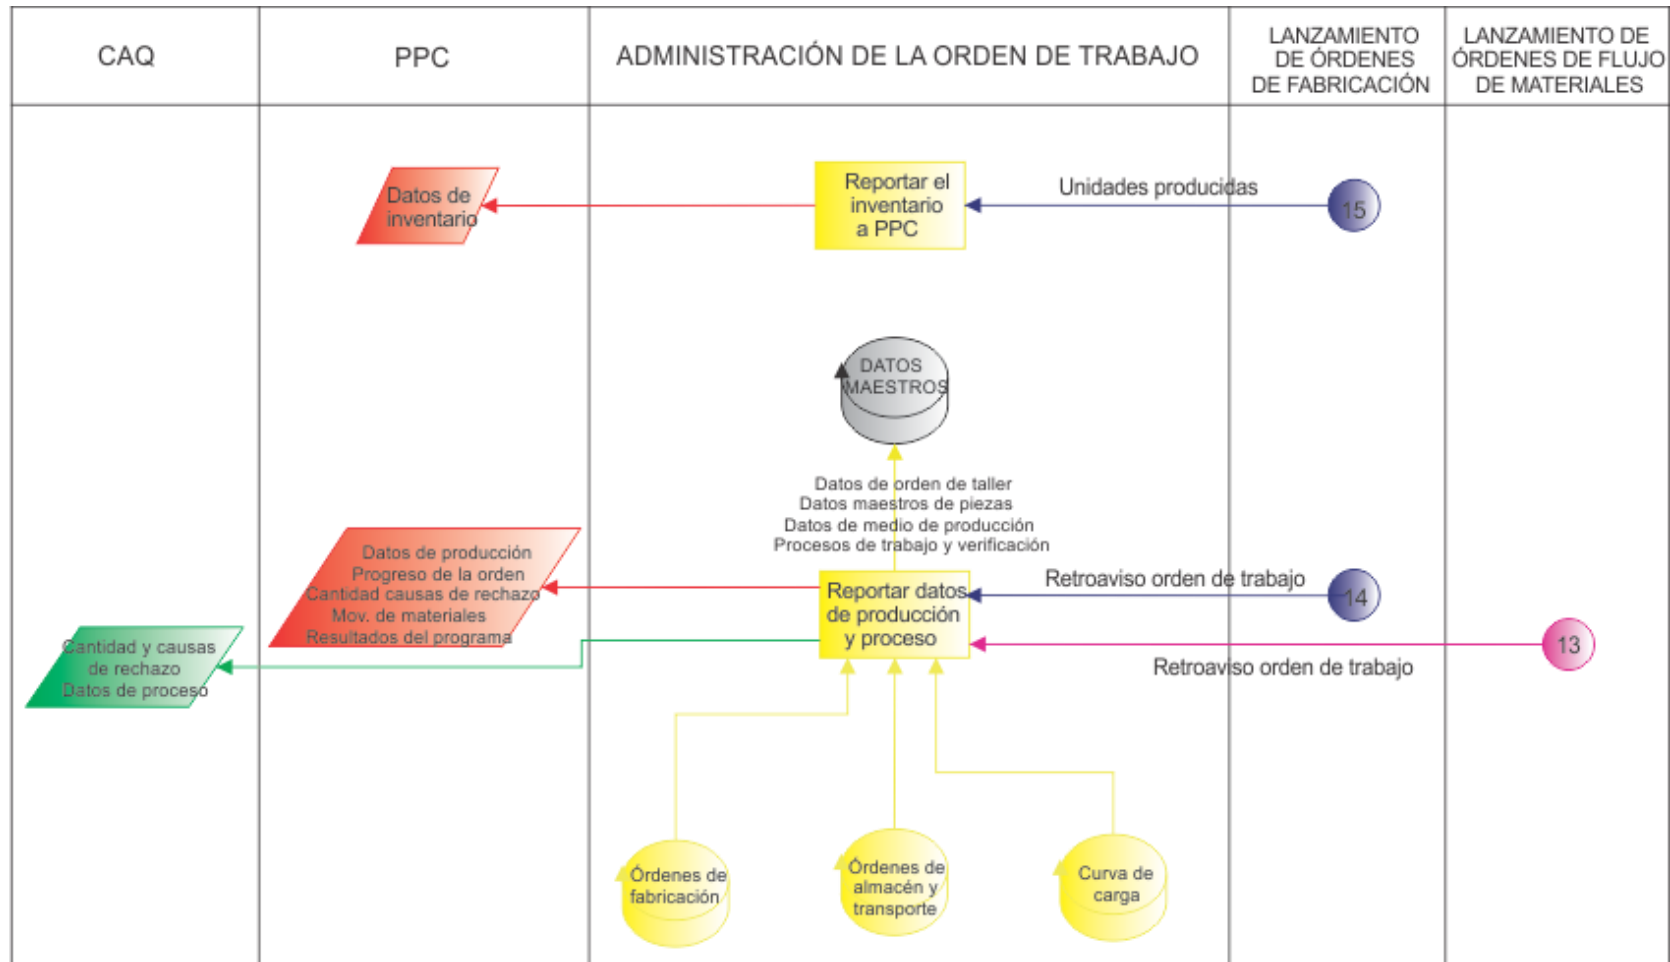 CAQ
PPC
ADMINISTRACIÓN DE LA ORDEN DE TRABAJO
LANZAMIENTO
DE ÓRDENES
DE FABRICACIÓN
LANZAMIENTO DE
ÓRDENES DE FLUJO
DE MATERIALES
Datos de
inventario
Reportar el
inventario
a PPC
Unidades producidas
15
DATOS
MAESTROS
Datos de orden de taller
Datos maestros de piezas
Datos de medio de producción
Procesos de trabajo y verificación
Datos de producción
Progreso de la orden
Cantidad causas de rechazo
Mov. de materiales
Resultados del programa
Reportar datos
de producción
y proceso
Retroaviso orden de trabajo
14
Cantidad y causas
de rechazo
Datos de proceso
Retroaviso orden de trabajo
13
Órdenes de
fabricación
Órdenes de
almacén y
transporte
Curva de
carga